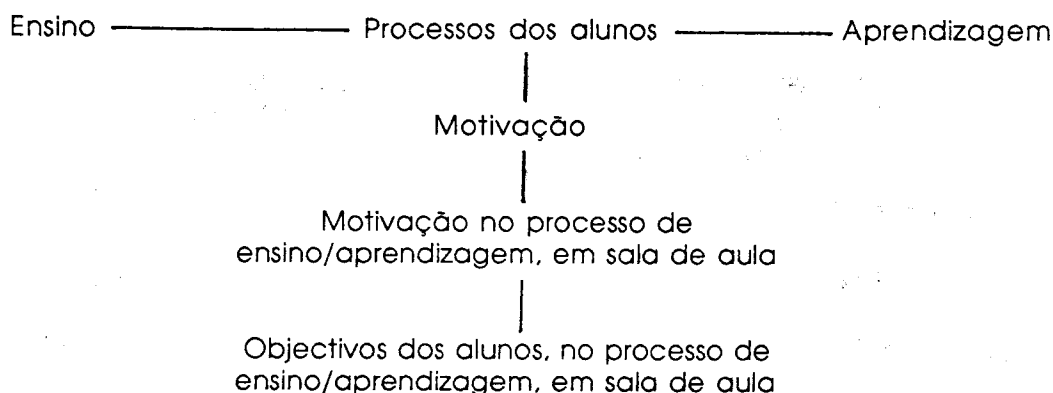 Ensino Processos dos alunos Aprendizagem
Motivação
Motivação no processo de
ensino/aprendizagem, em sala de aula
Objectivos dos alunos, no processo de
ensino/aprendizagem, em sala de aula